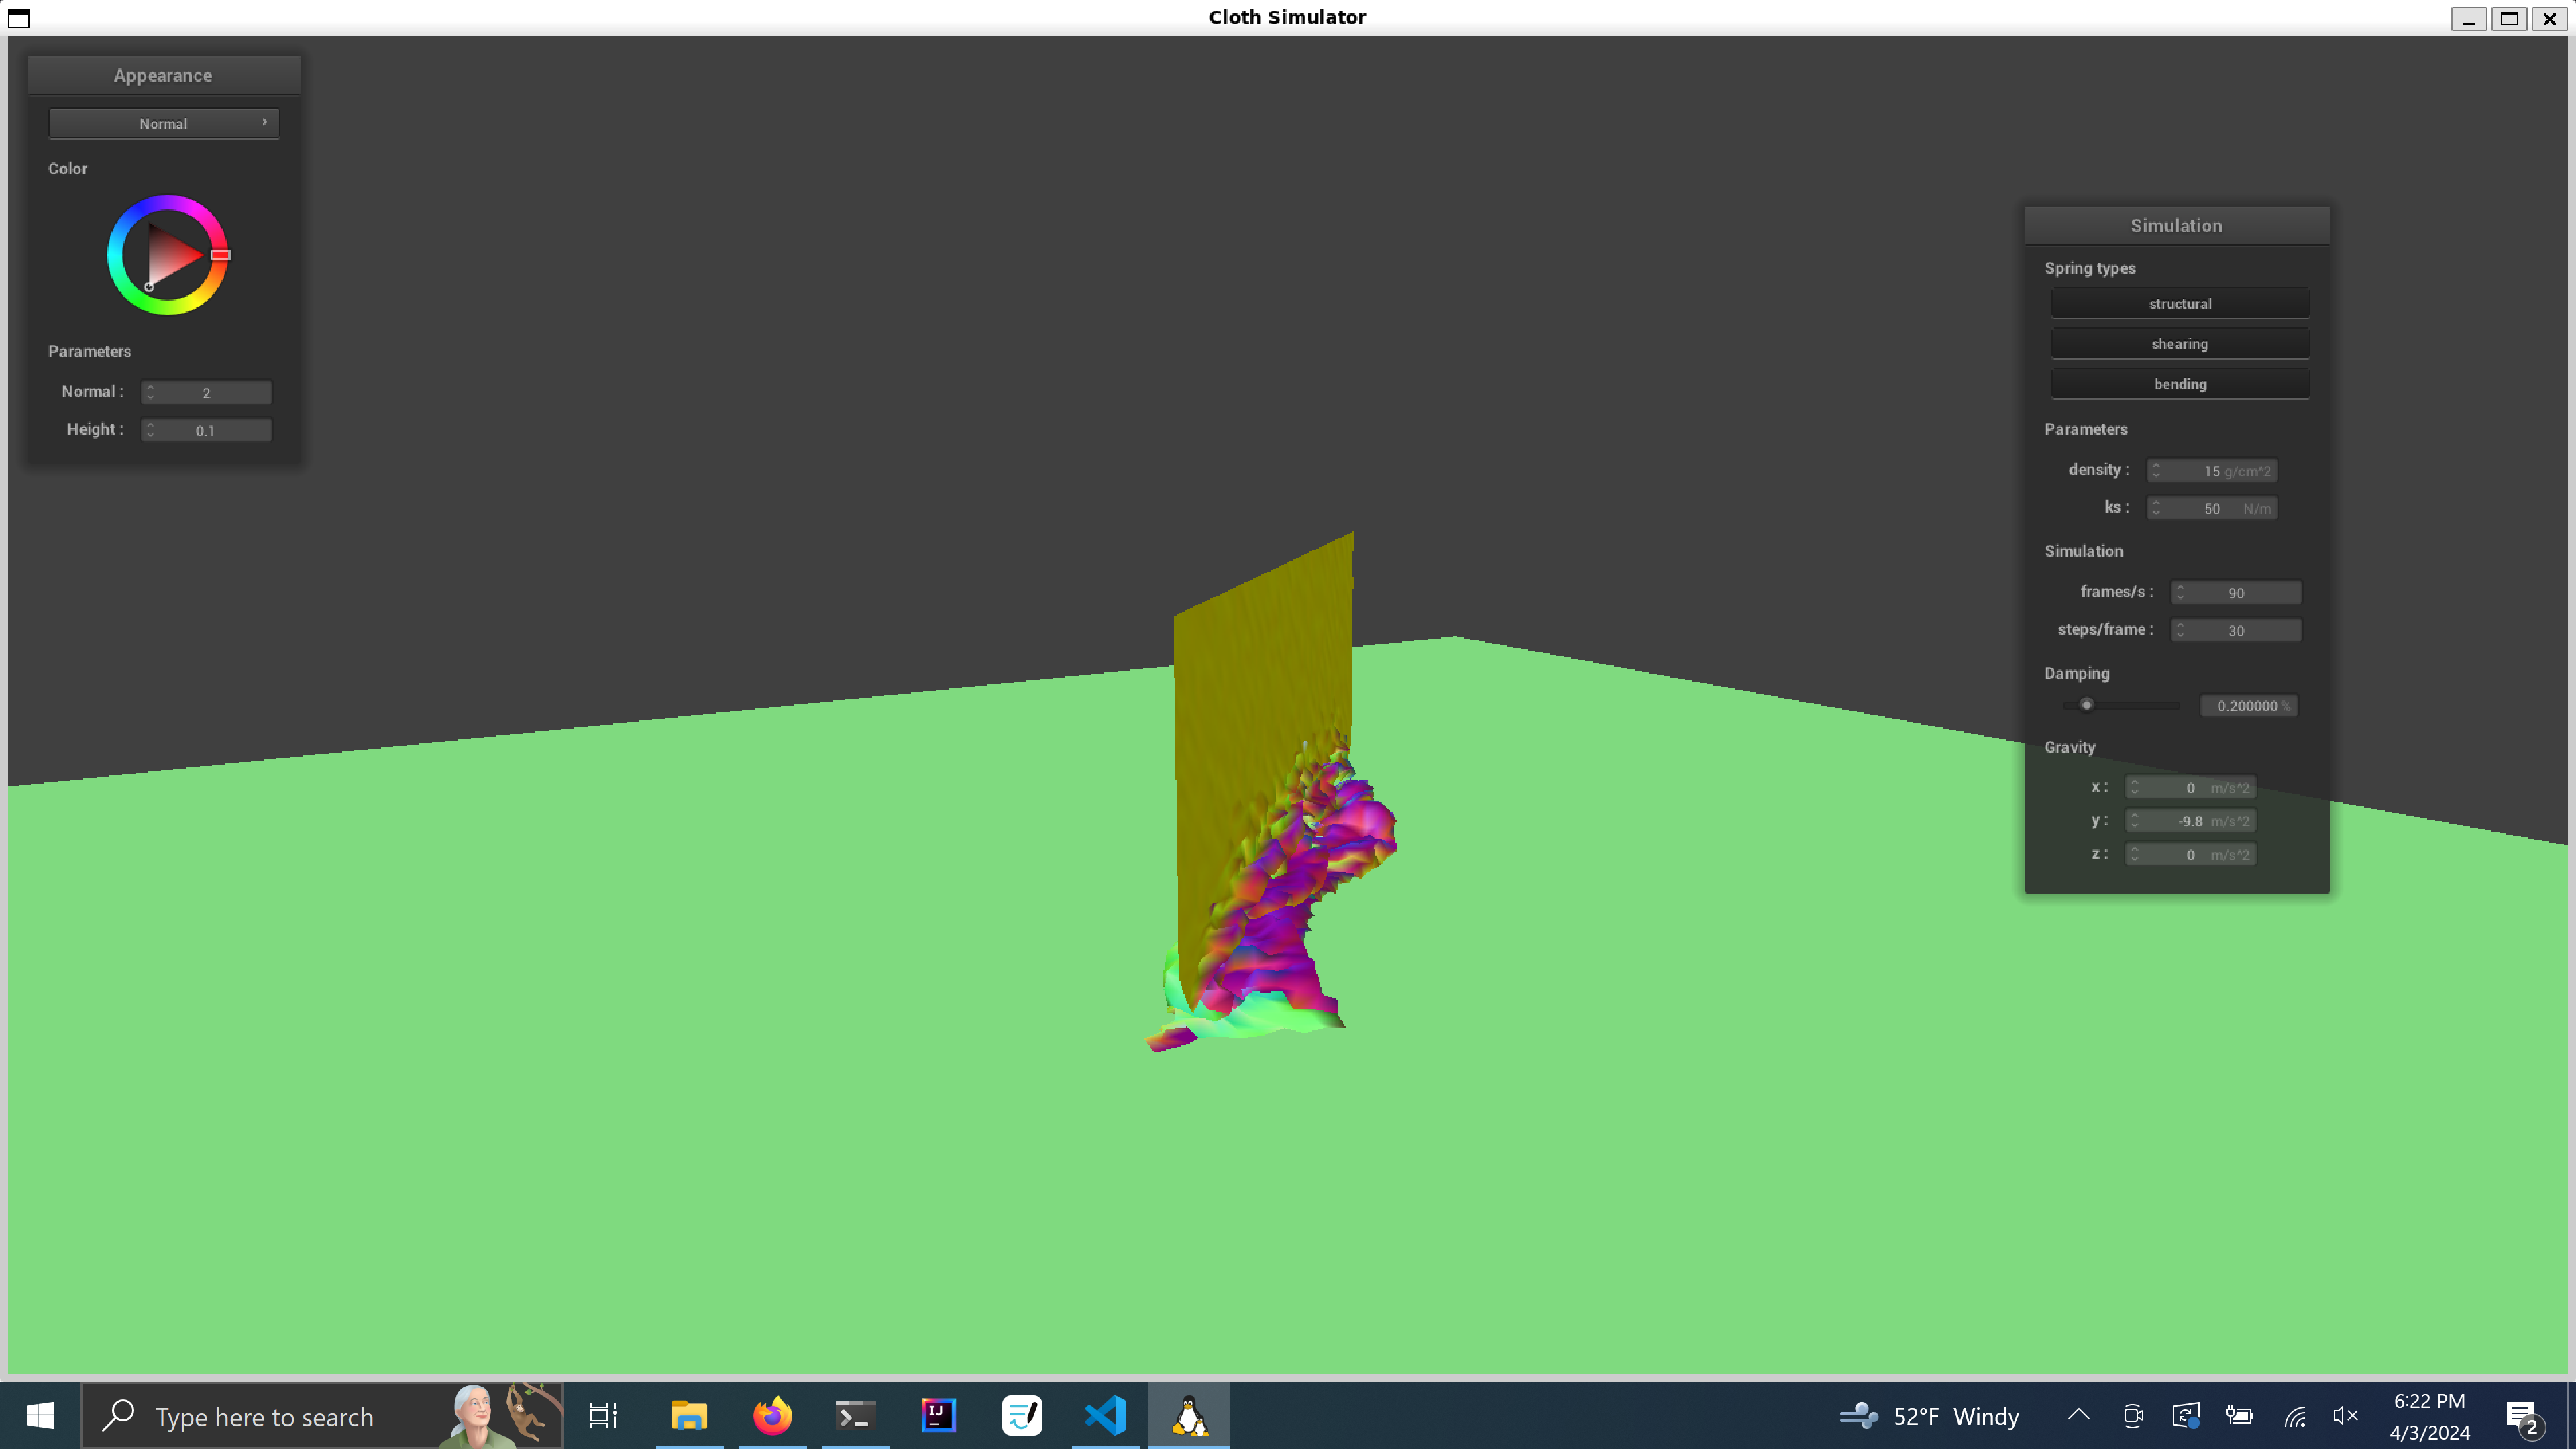 Cloth Simulator
Appearance
Normal
Color
Parameters
Normal : 2
Height : 0.1
Simulation
Spring types
structural
shearing
bending
Parameters
density : 15 g/cm^2
ks : 50 N/m
Simulation
frames/s : 90
steps/frame : 30
Damping
0.200000 %
Gravity
x : 0 m/s^2
y : -9.8 m/s^2
z : 0 m/s^2
Type here to search
IJ
52°F Windy
6:22 PM
4/3/2024
2